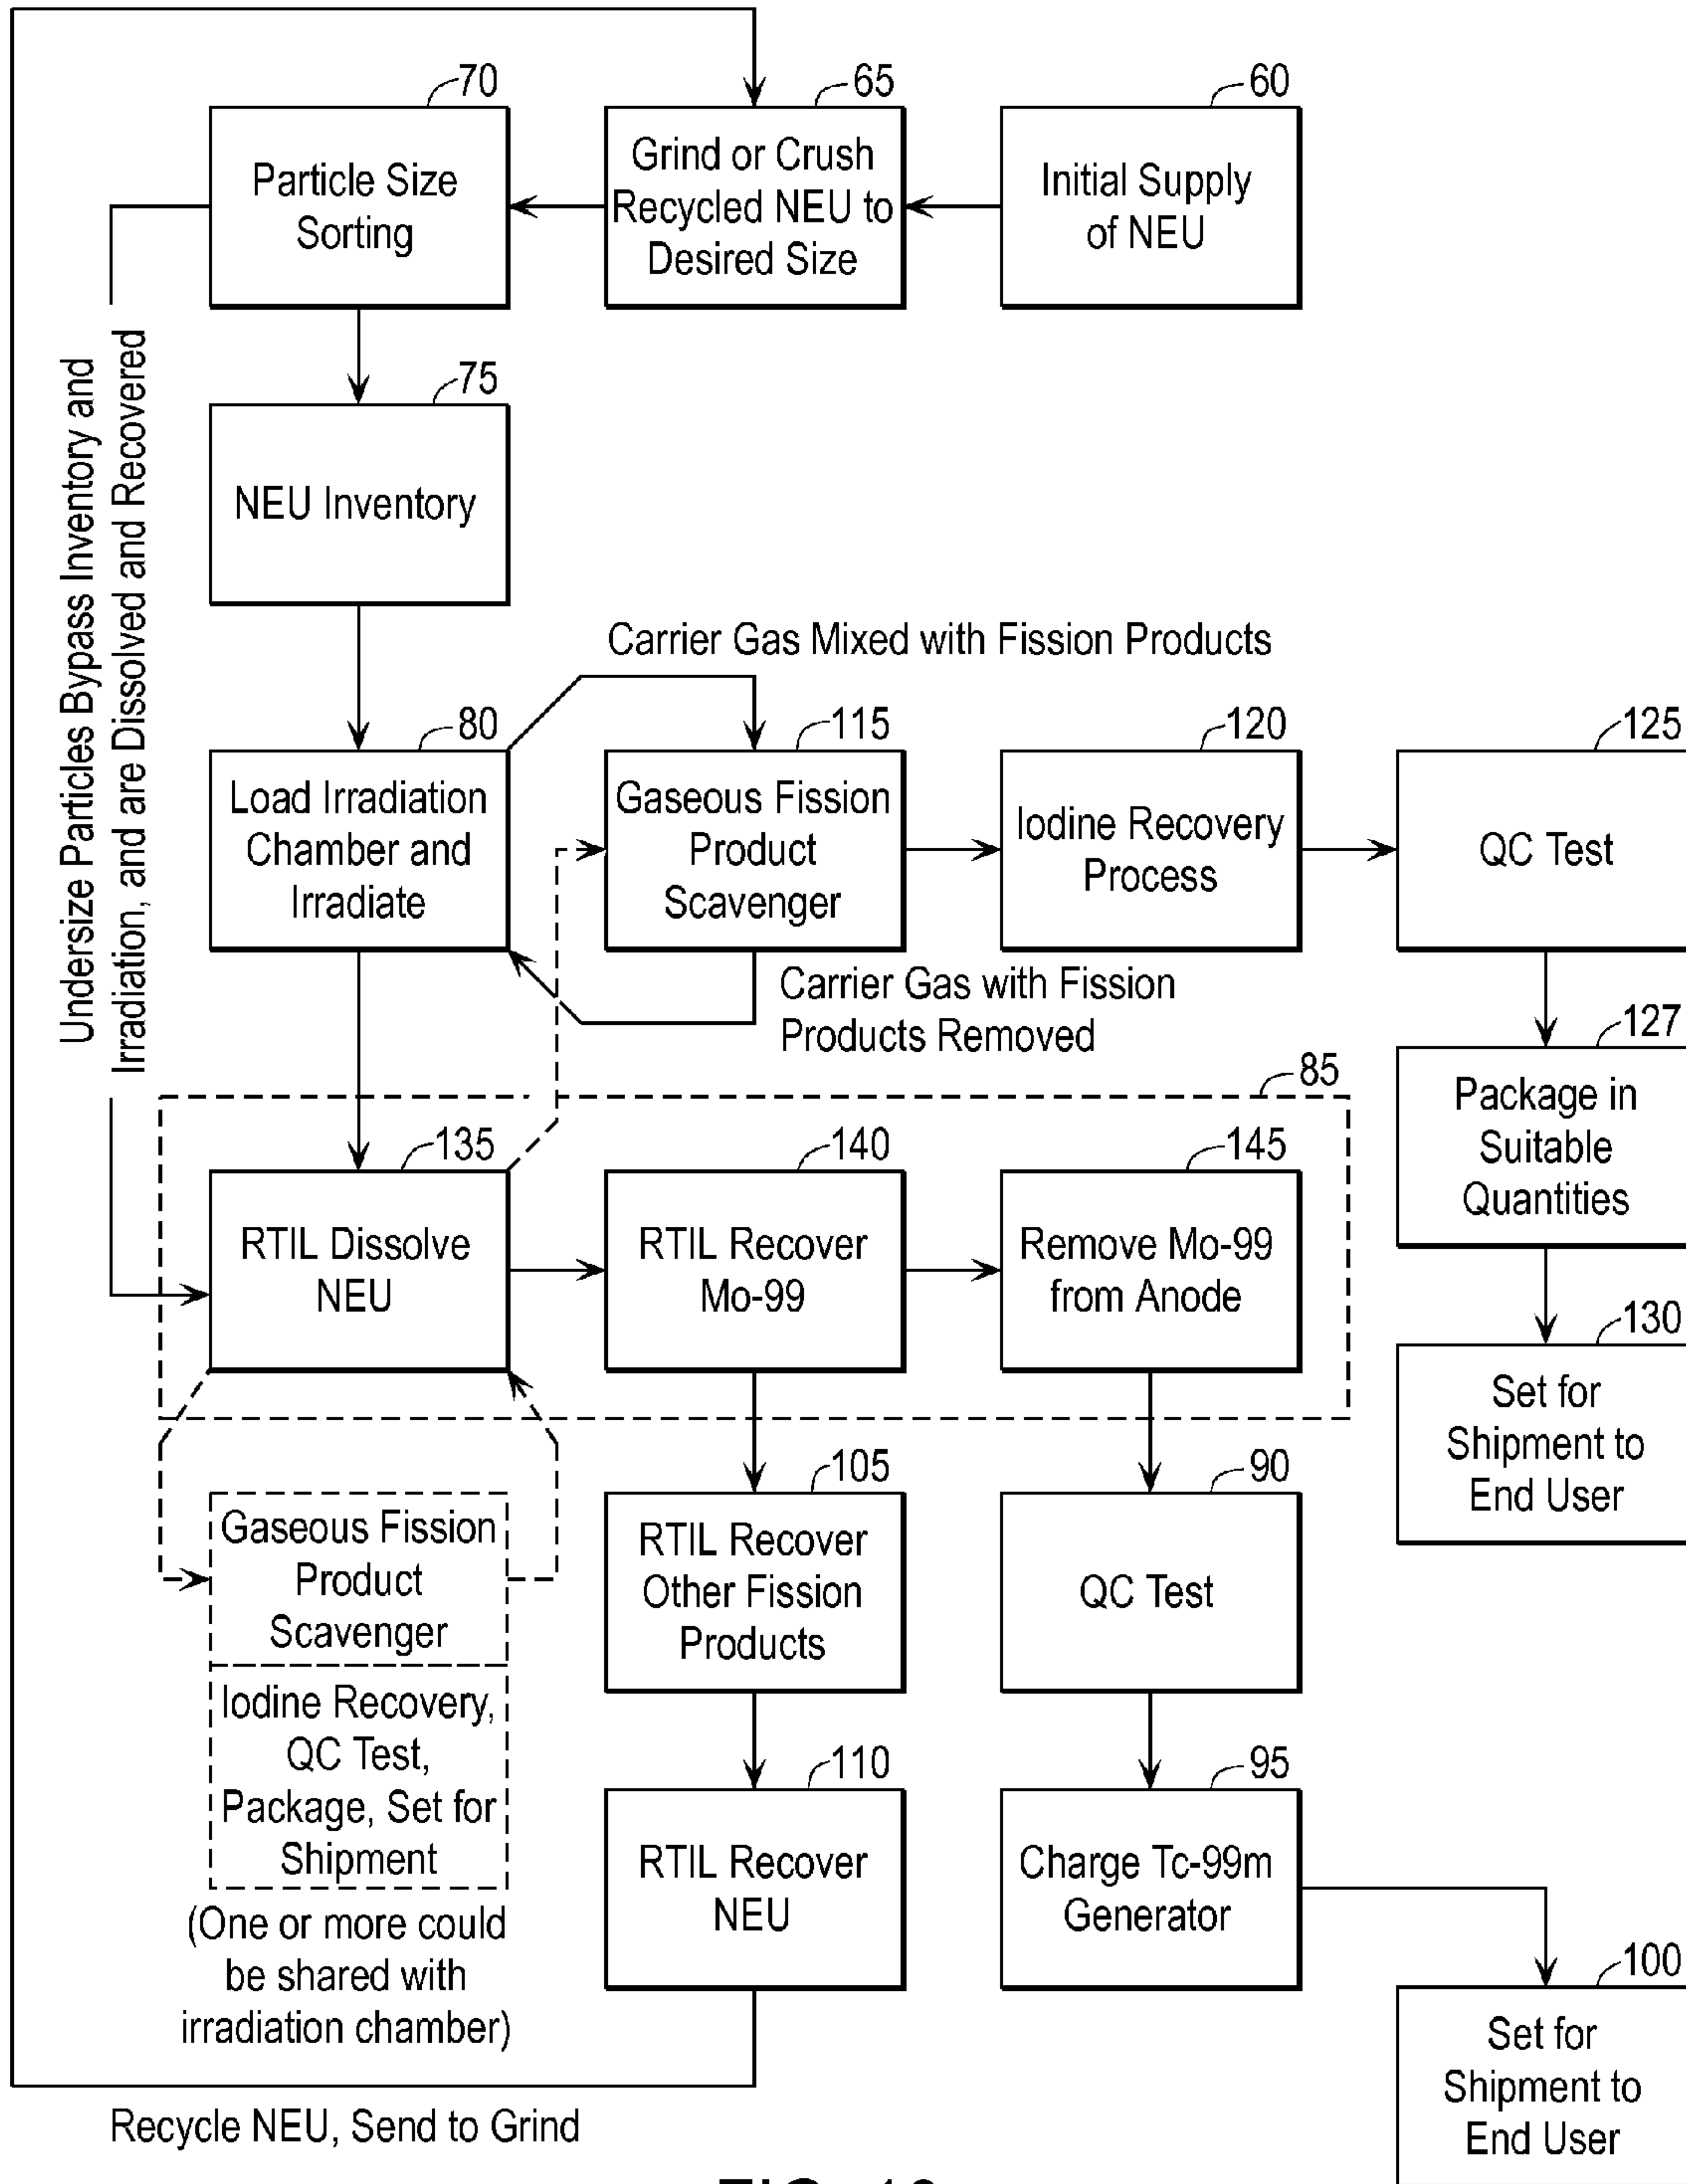 70
65
60
Particle Size
Sorting
Grind or Crush
Recycled NEU to
Desired Size
Initial Supply
of NEU
Undersize Particles Bypass Inventory and
Irradiation, and are Dissolved and Recovered
75
NEU Inventory
Carrier Gas Mixed with Fission Products
80
115
120
125
Load Irradiation
Chamber and
Irradiate
Gaseous Fission
Product
Scavenger
Iodine Recovery
Process
QC Test
Carrier Gas with Fission
Products Removed
127
Package in
Suitable
Quantities
85
135
140
145
RTIL Dissolve
NEU
RTIL Recover
Mo-99
Remove Mo-99
from Anode
130
Set for
Shipment to
End User
105
90
Gaseous Fission
Product
Scavenger
RTIL Recover
Other Fission
Products
QC Test
Iodine Recovery,
QC Test,
Package, Set for
Shipment
(One or more could
be shared with
irradiation chamber)
110
95
RTIL Recover
NEU
Charge Tc-99m
Generator
100
Set for
Shipment to
End User
Recycle NEU, Send to Grind